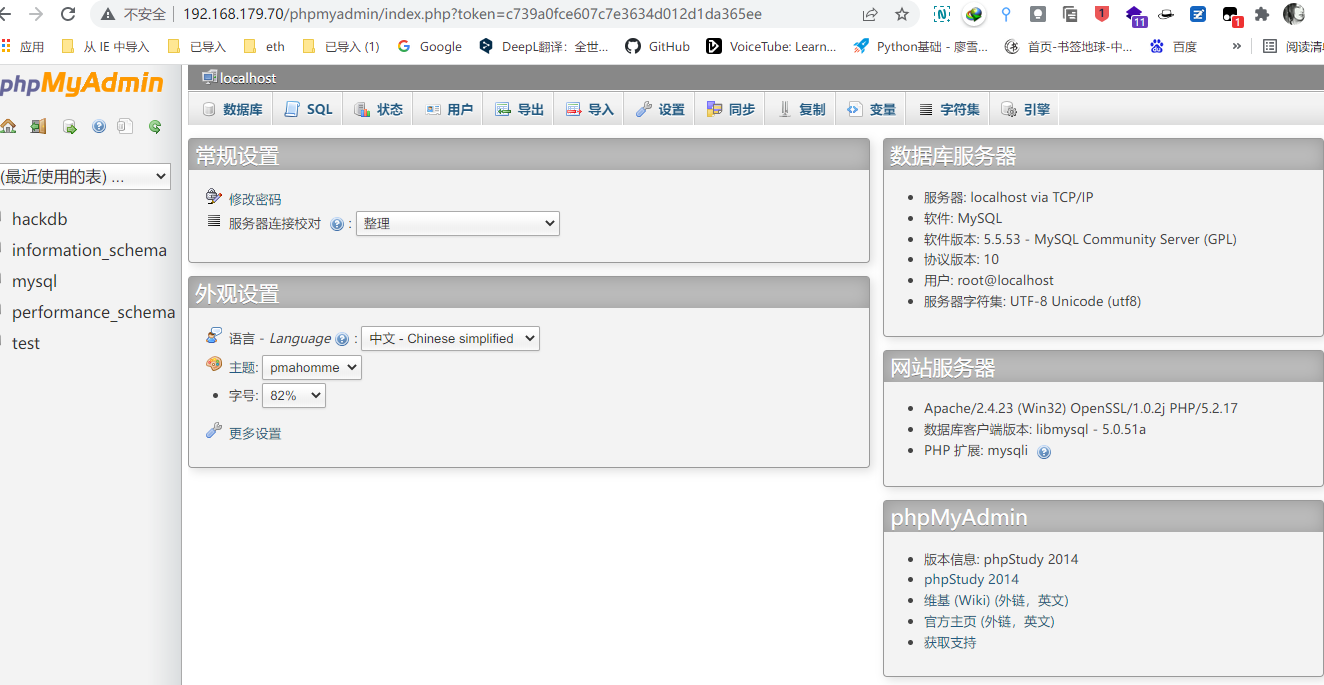 不安全 192.168.179.70/phpmyadmin/index.php?token=c739a0fce607c7e3634d012d1da365ee 11 1 1
应用 从 IE 中导入 已导入 eth 已导入 (1) Google DeepL翻译：全世... GitHub VoiceTube: Learn... Python基础 - 廖雪... 首页-书签地球-中... 百度 » 阅读清
phpMyAdmin
(最近使用的表) ...
hackdb
information_schema
mysql
performance_schema
test
localhost
数据库 SQL 状态 用户 导出 导入 设置 同步 复制 变量 字符集 引擎
常规设置
修改密码
服务器连接校对 : 整理
外观设置
语言 - Language : 中文 - Chinese simplified
主题: pmahomme
字号: 82%
更多设置
数据库服务器
服务器: localhost via TCP/IP
软件: MySQL
软件版本: 5.5.53 - MySQL Community Server (GPL)
协议版本: 10
用户: root@localhost
服务器字符集: UTF-8 Unicode (utf8)
网站服务器
Apache/2.4.23 (Win32) OpenSSL/1.0.2j PHP/5.2.17
数据库客户端版本: libmysql - 5.0.51a
PHP 扩展: mysqli
phpMyAdmin
版本信息: phpStudy 2014
phpStudy 2014
维基 (Wiki) (外链，英文)
官方主页 (外链，英文)
获取支持